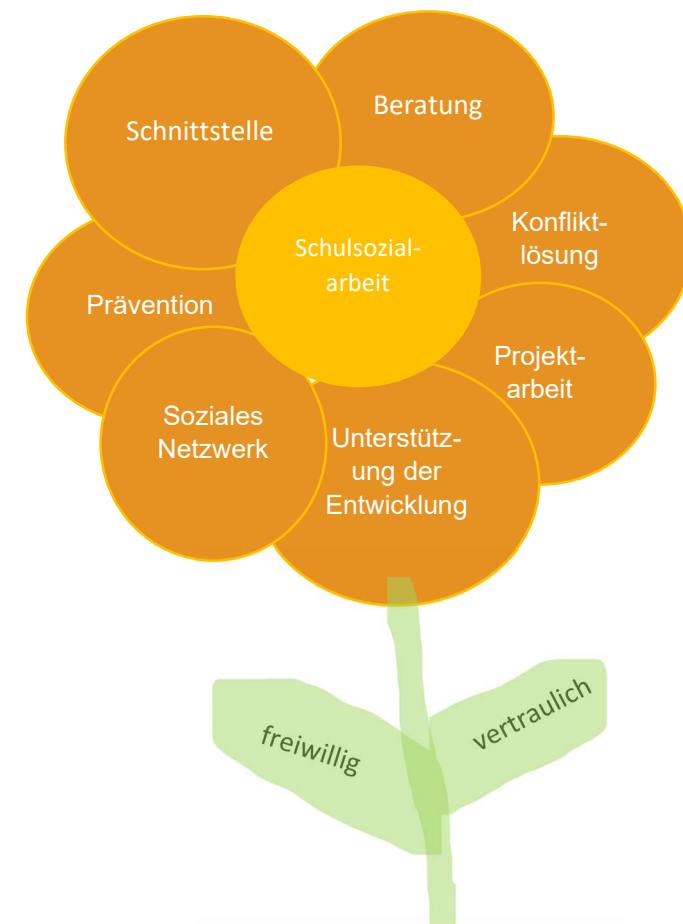 Schnittstelle
Beratung
Schulsozial-
arbeit
Konflikt-
lösung
Prävention
Projekt-
arbeit
Soziales
Netzwerk
Unterstütz-
ung der
Entwicklung
freiwillig
vertraulich